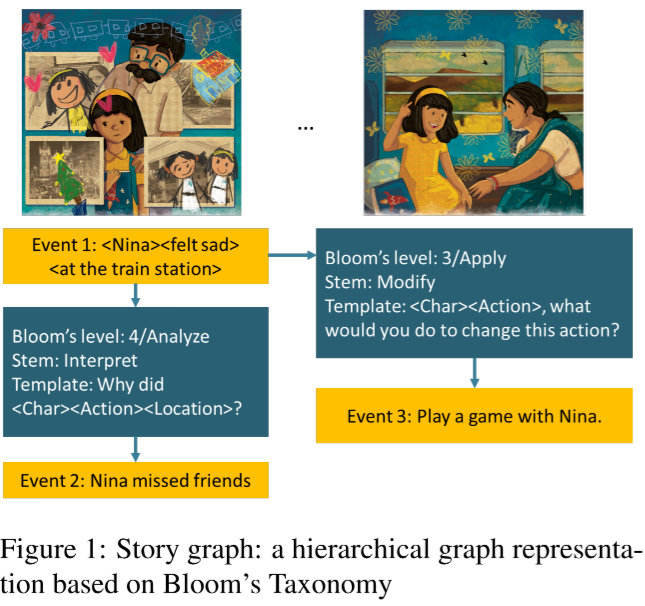 ...
Event 1: <Nina><felt sad>
<at the train station>
Bloom's level: 3/Apply
Stem: Modify
Template: <Char><Action>, what
would you do to change this action?
Bloom's level: 4/Analyze
Stem: Interpret
Template: Why did
<Char><Action><Location>?
Event 3: Play a game with Nina.
Event 2: Nina missed friends
Figure 1: Story graph: a hierarchical graph representa-
tion based on Bloom's Taxonomy